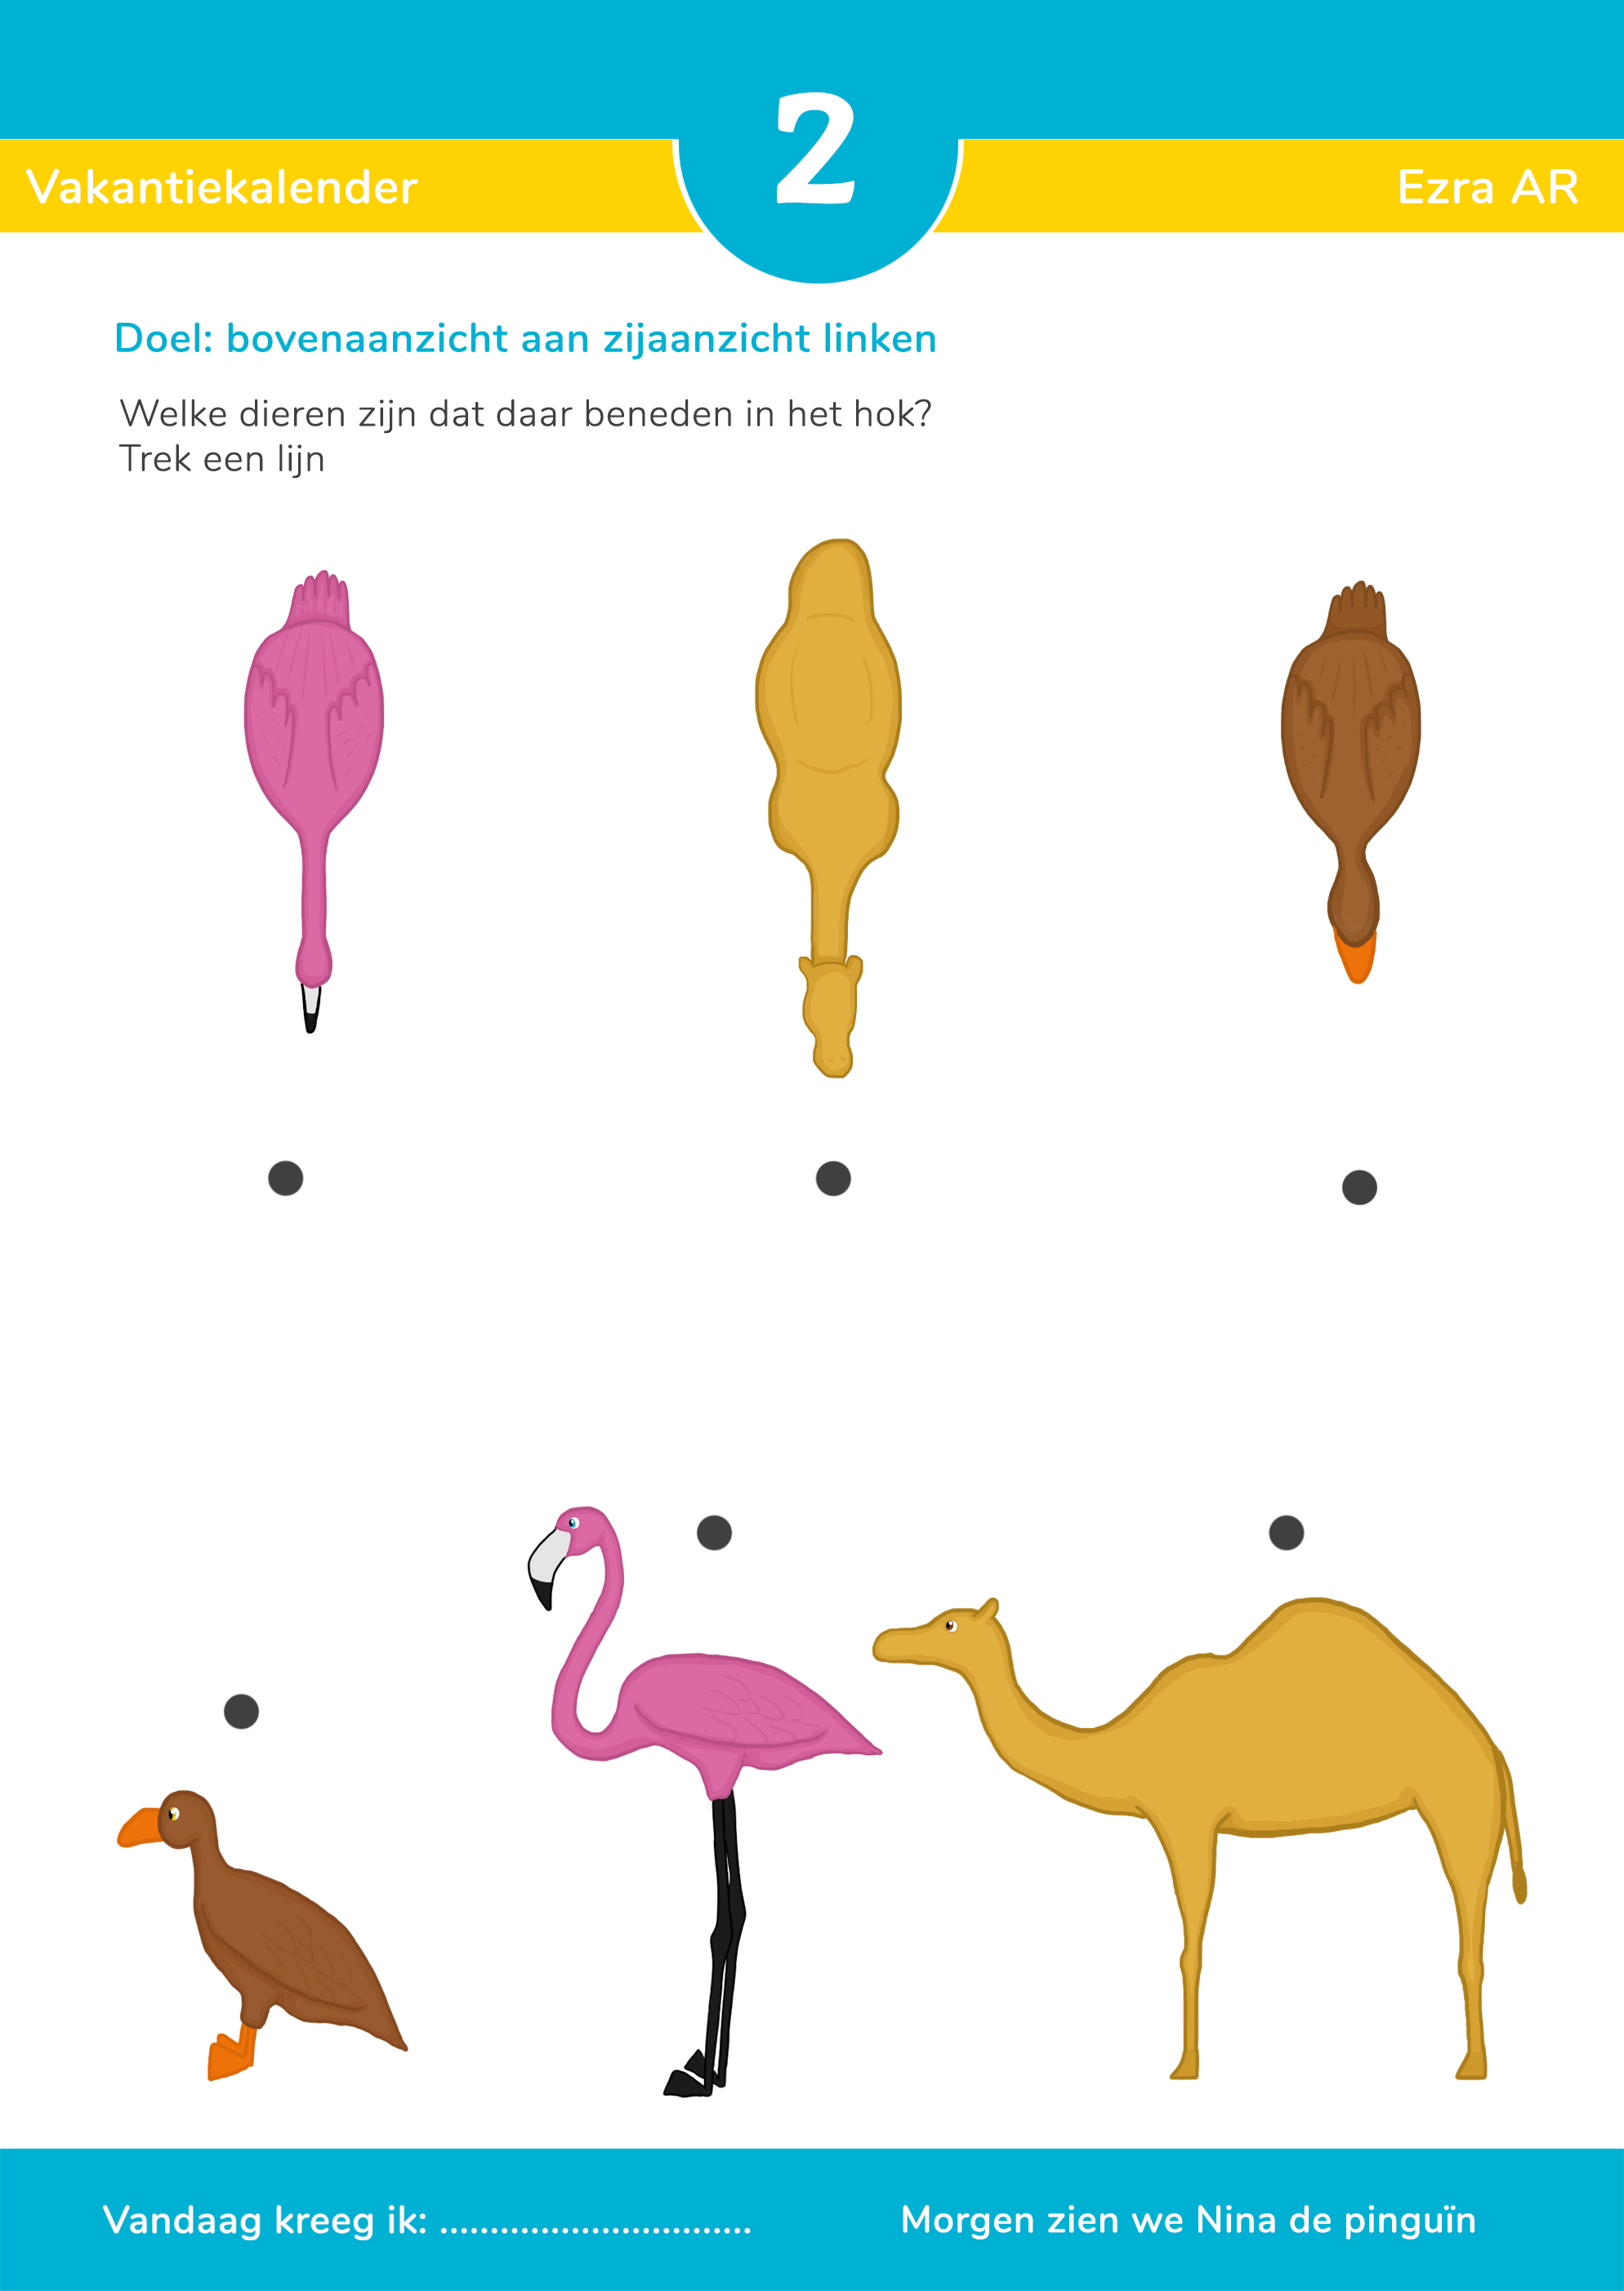 2
Vakantiekalender
Ezra AR
Doel: bovenaanzicht aan zijaanzicht linken
Welke dieren zijn dat daar beneden in het hok?
Trek een lijn
Vandaag kreeg ik: ...............................
Morgen zien we Nina de pinguïn